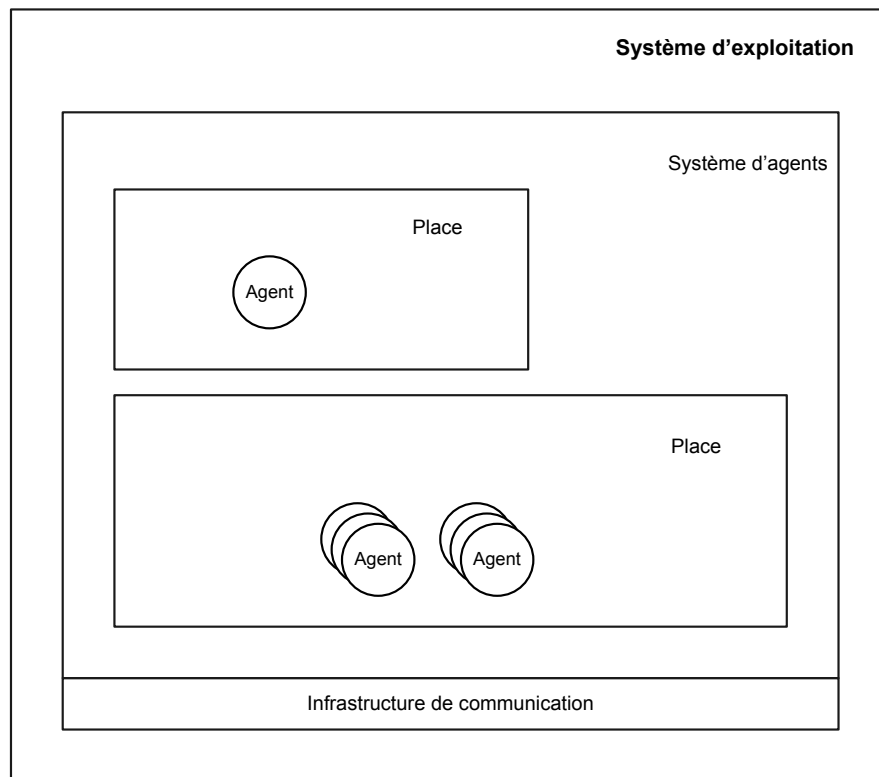 Système d'exploitation
Système d’agents
Place
Agent
Place
Agent
Agent
Infrastructure de communication